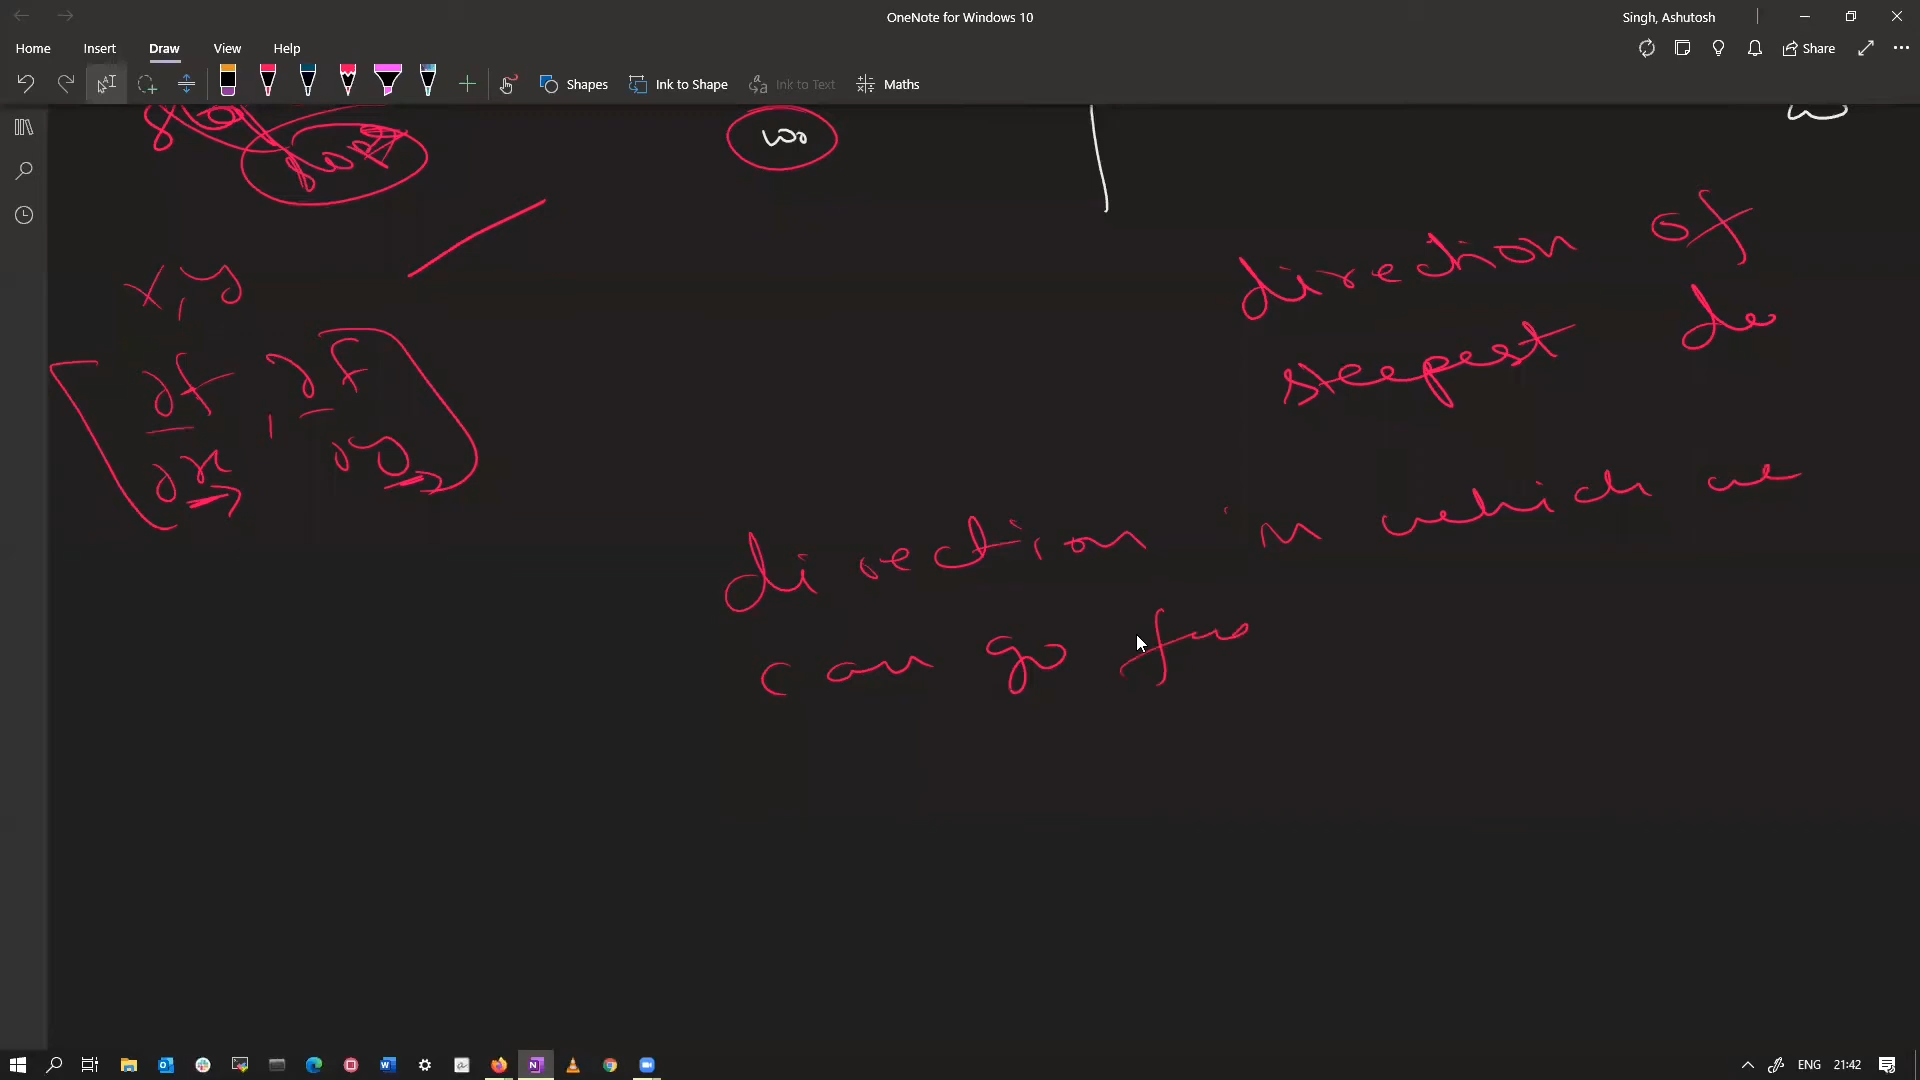 OneNote for Windows 10
Singh, Ashutosh
Home Insert Draw View Help
Share
Shapes Ink to Shape Ink to Text Maths
w₀
x, y
direction of
steepest de
∂f , ∂f
∂x ∂y
direction in which we
can go
ENG 21:42